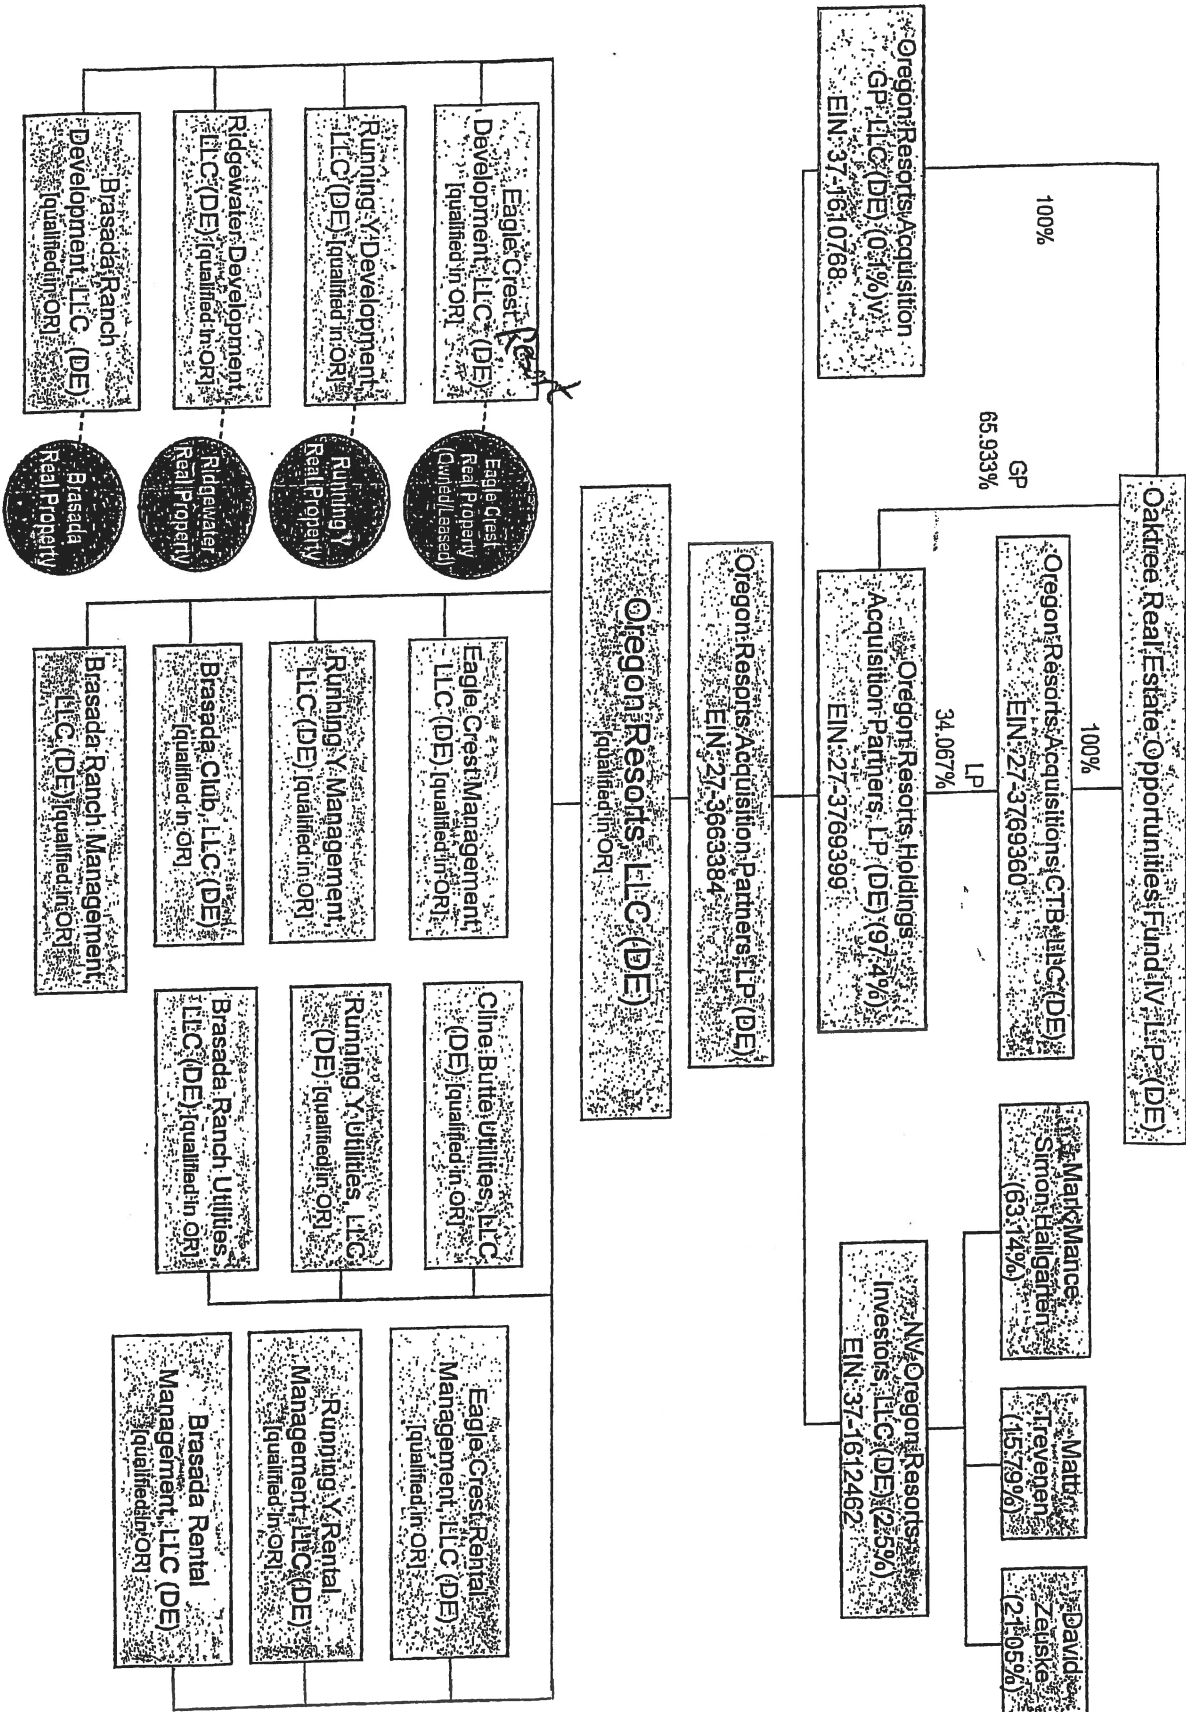 Oaktree Real Estate Opportunities Fund IV, L.P. (DE)
100%
GP
65.933%
100%
Oregon Resorts Acquisitions CTB, LLC (DE)
EIN: 27-3769360
LP
34.067%
Mark Mance
Simon Hallgarten
(63.14%)
Matt
Trevenen
(15.79%)
David
Zeuske
(21.05%)
Oregon Resorts Acquisition
GP, LLC (DE) (0.1%)
EIN: 37-1610768
Oregon Resorts Holdings
Acquisition Partners, LP (DE) (97.4%)
EIN: 27-3769399
NV Oregon Resorts
Investors, LLC (DE) (2.5%)
EIN: 37-1612462
Oregon Resorts Acquisition Partners, LP (DE)
EIN: 27-3663384
Oregon Resorts, LLC (DE)
[qualified in OR]
Resort
Eagle Crest
Development, LLC (DE)
[qualified in OR]
Eagle Crest
Real Property
(Owned/Leased)
Running Y Development,
LLC (DE) [qualified in OR]
Running Y
Real Property
Ridgewater Development,
LLC (DE) [qualified in OR]
Ridgewater
Real Property
Brasada Ranch
Development, LLC (DE)
[qualified in OR]
Brasada
Real Property
Eagle Crest Management,
LLC (DE) [qualified in OR]
Running Y Management,
LLC (DE) [qualified in OR]
Brasada Club, LLC (DE)
[qualified in OR]
Brasada Ranch Management,
LLC (DE) [qualified in OR]
Cline Butte Utilities, LLC
(DE) [qualified in OR]
Running Y Utilities, LLC
(DE) [qualified in OR]
Brasada Ranch Utilities,
LLC (DE) [qualified in OR]
Eagle Crest Rental
Management, LLC (DE)
[qualified in OR]
Running Y Rental
Management, LLC (DE)
[qualified in OR]
Brasada Rental
Management, LLC (DE)
[qualified in OR]